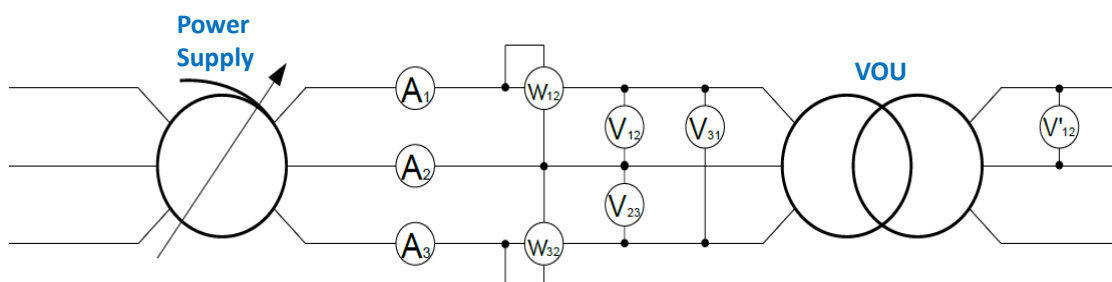 Power
Supply
VOU
A1
W12
V12
V31
V'12
A2
V23
A3
W32